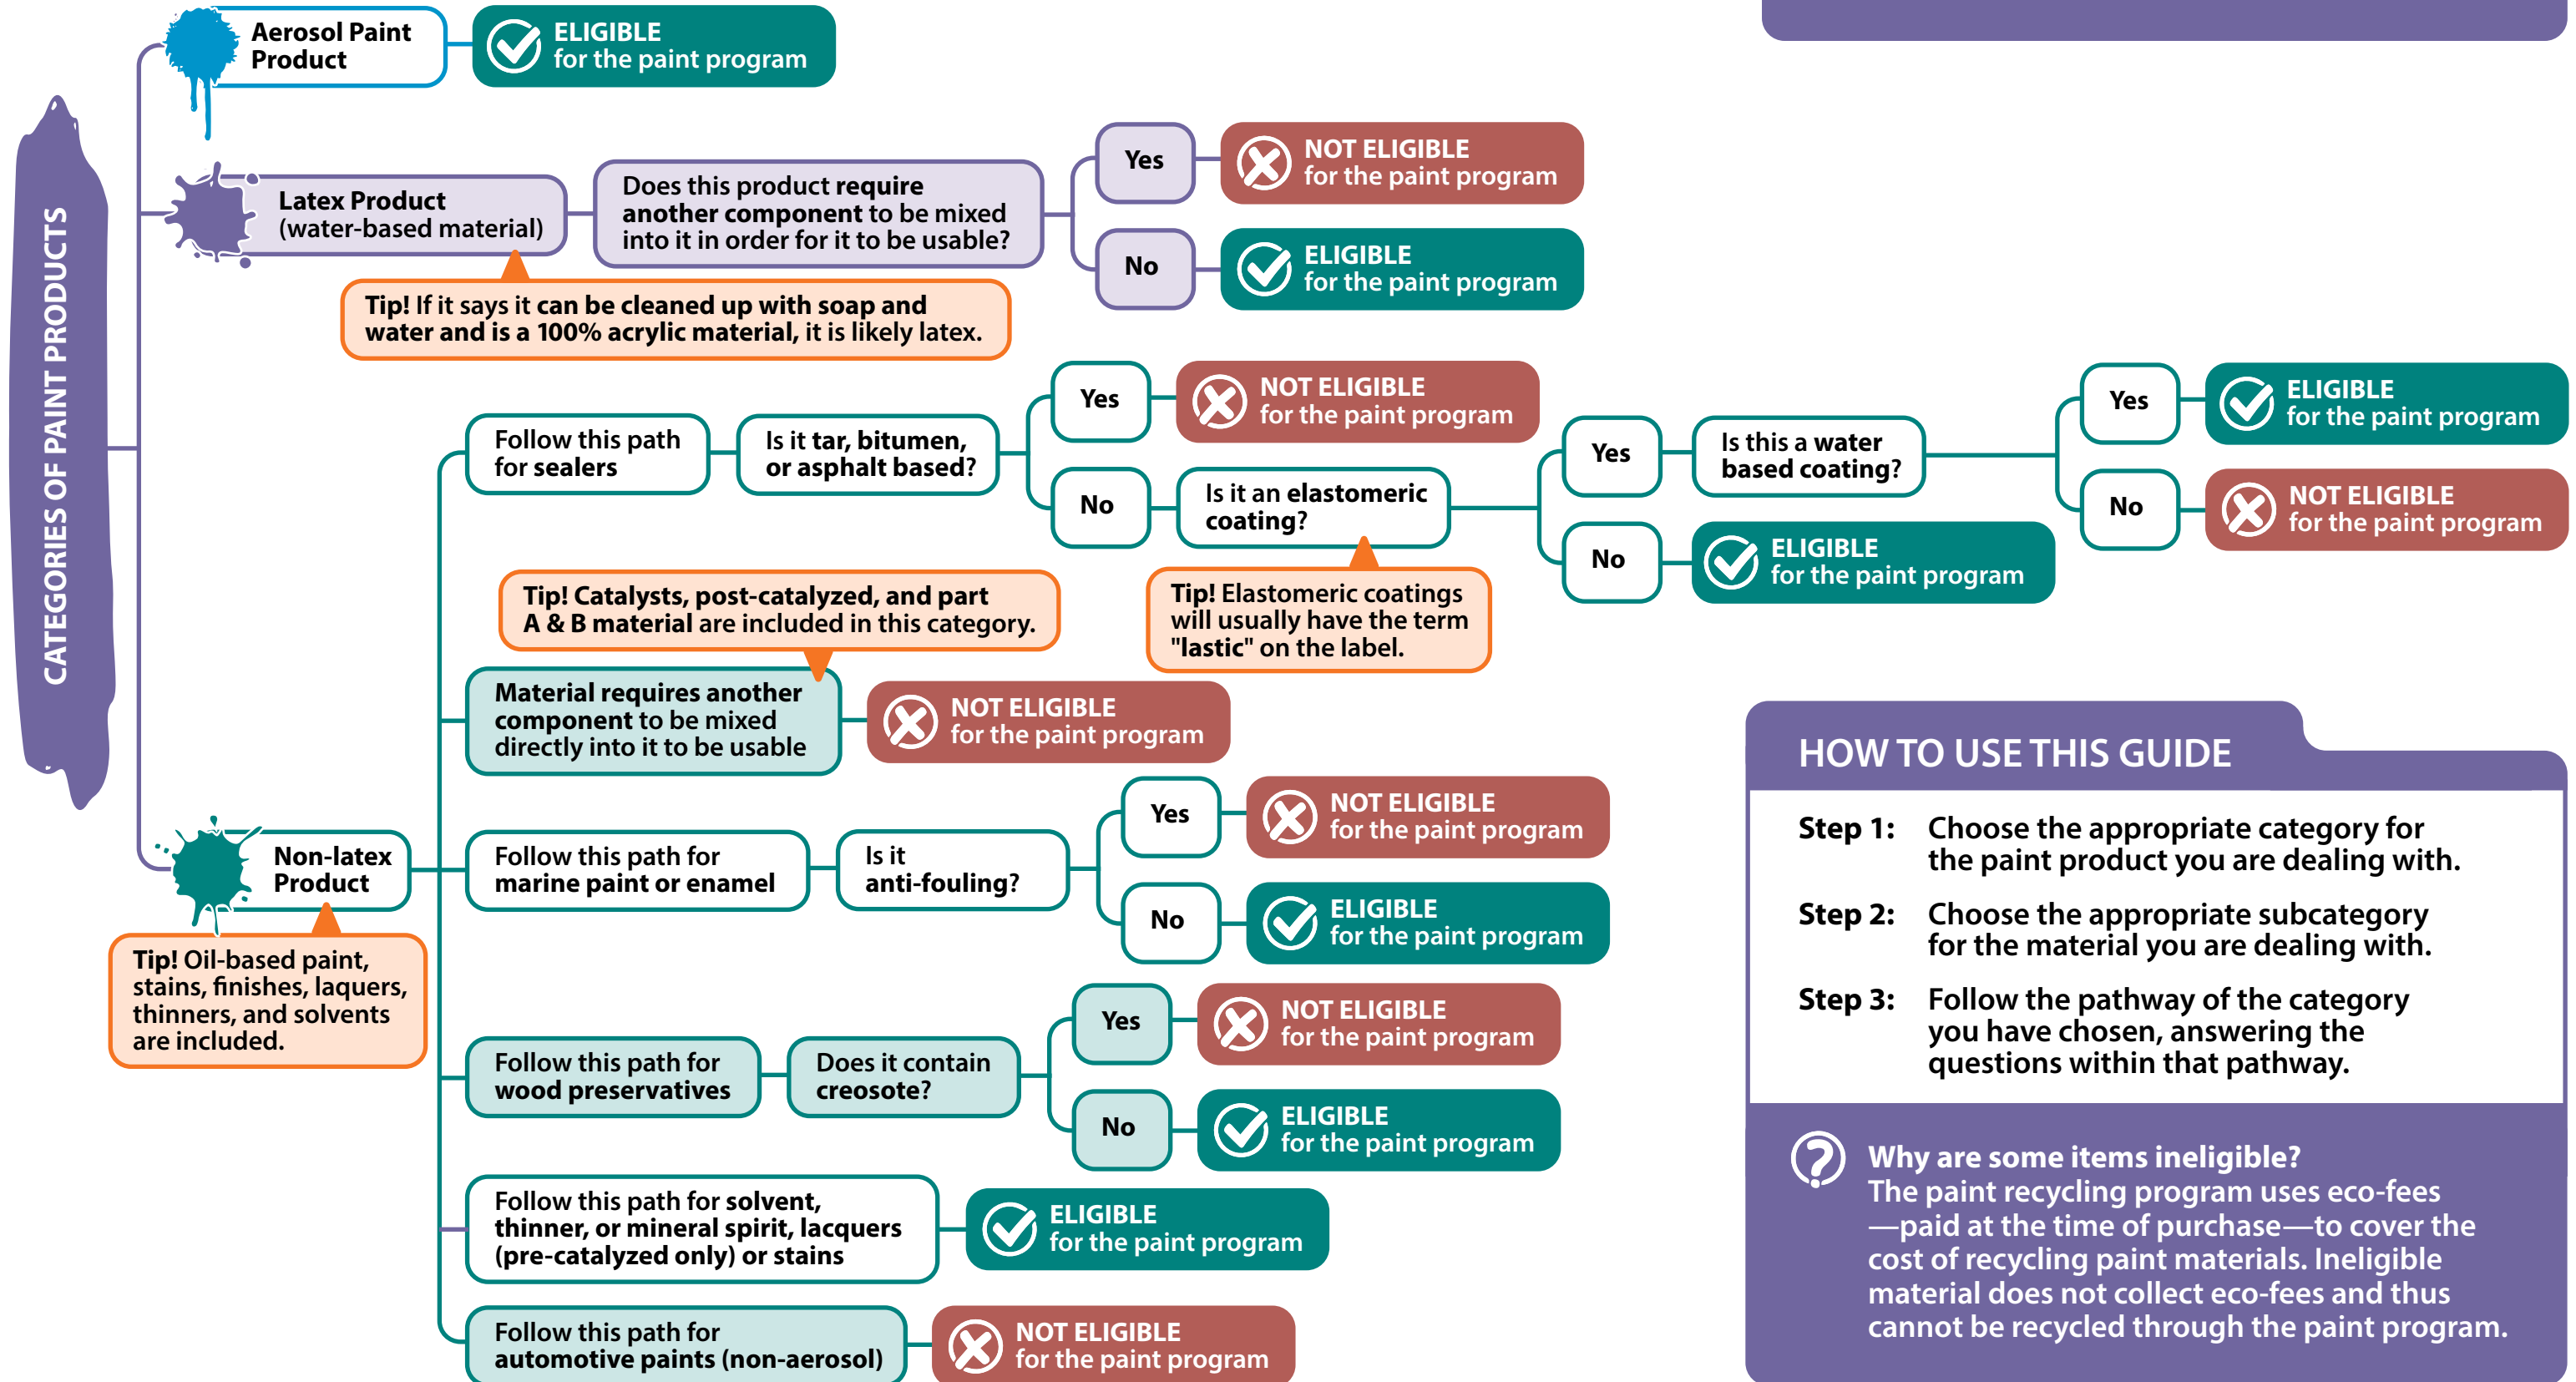 CATEGORIES OF PAINT PRODUCTS
Aerosol Paint
Product
ELIGIBLE
for the paint program
Latex Product
(water-based material)
Does this product require
another component to be mixed
into it in order for it to be usable?
Yes
NOT ELIGIBLE
for the paint program
No
ELIGIBLE
for the paint program
Tip! If it says it can be cleaned up with soap and
water and is a 100% acrylic material, it is likely latex.
Non-latex
Product
Tip! Oil-based paint,
stains, finishes, laquers,
thinners, and solvents
are included.
Follow this path
for sealers
Is it tar, bitumen,
or asphalt based?
Yes
NOT ELIGIBLE
for the paint program
No
Is it an elastomeric
coating?
Tip! Elastomeric coatings
will usually have the term
"lastic" on the label.
Yes
Is this a water
based coating?
Yes
ELIGIBLE
for the paint program
No
NOT ELIGIBLE
for the paint program
No
ELIGIBLE
for the paint program
Tip! Catalysts, post-catalyzed, and part
A & B material are included in this category.
Material requires another
component to be mixed
directly into it to be usable
NOT ELIGIBLE
for the paint program
Follow this path for
marine paint or enamel
Is it
anti-fouling?
Yes
NOT ELIGIBLE
for the paint program
No
ELIGIBLE
for the paint program
Follow this path for
wood preservatives
Does it contain
creosote?
Yes
NOT ELIGIBLE
for the paint program
No
ELIGIBLE
for the paint program
Follow this path for solvent,
thinner, or mineral spirit, lacquers
(pre-catalyzed only) or stains
ELIGIBLE
for the paint program
Follow this path for
automotive paints (non-aerosol)
NOT ELIGIBLE
for the paint program
HOW TO USE THIS GUIDE
Step 1: Choose the appropriate category for
the paint product you are dealing with.
Step 2: Choose the appropriate subcategory
for the material you are dealing with.
Step 3: Follow the pathway of the category
you have chosen, answering the
questions within that pathway.
?
Why are some items ineligible?
The paint recycling program uses eco-fees
—paid at the time of purchase—to cover the
cost of recycling paint materials. Ineligible
material does not collect eco-fees and thus
cannot be recycled through the paint program.